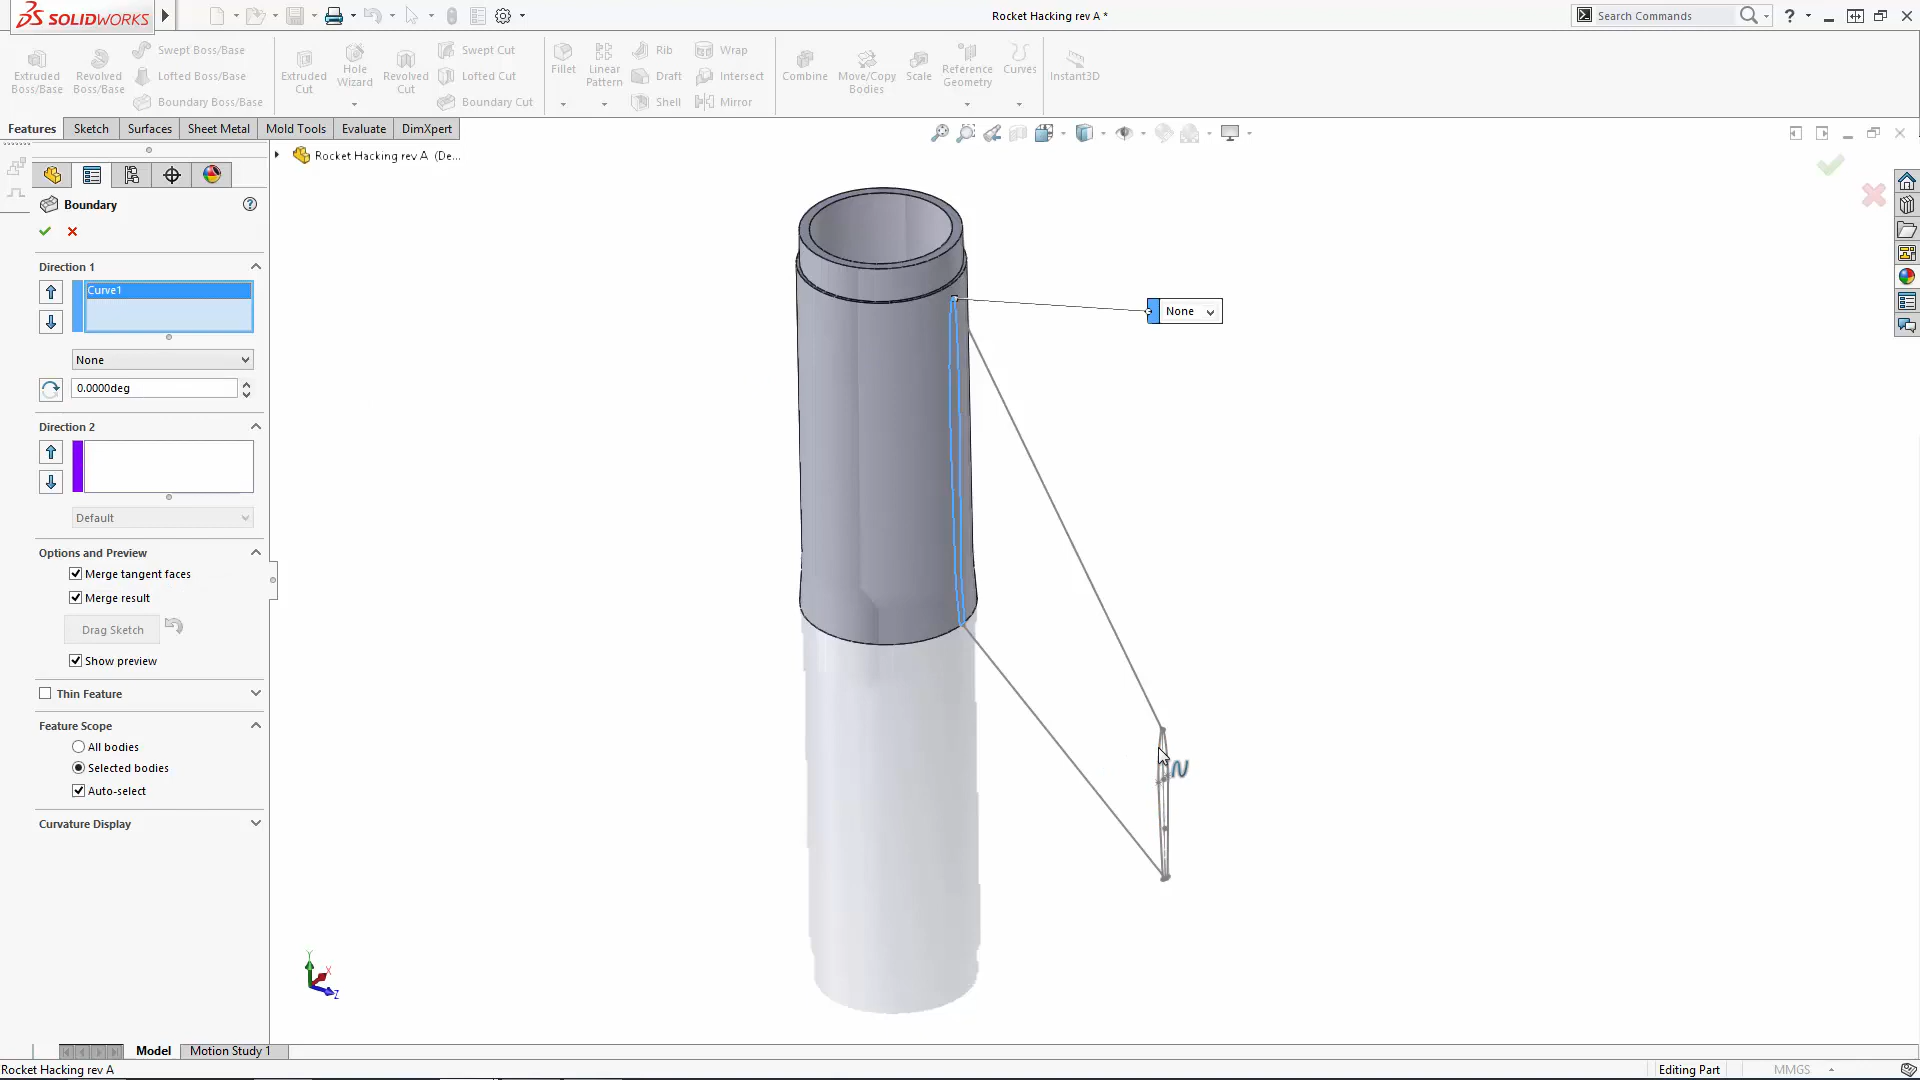 SOLIDWORKS
Rocket Hacking rev A *
Search Commands
?
Extruded Boss/Base
Revolved Boss/Base
Swept Boss/Base
Lofted Boss/Base
Boundary Boss/Base
Extruded Cut
Hole Wizard
Revolved Cut
Swept Cut
Lofted Cut
Boundary Cut
Fillet
Linear Pattern
Rib
Draft
Shell
Wrap
Intersect
Mirror
Combine
Move/Copy Bodies
Scale
Reference Geometry
Curves
Instant3D
Features
Sketch
Surfaces
Sheet Metal
Mold Tools
Evaluate
DimXpert
Rocket Hacking rev A (De...
Boundary
?
Direction 1
Curve1
None
0.0000deg
Direction 2
Default
Options and Preview
Merge tangent faces
Merge result
Drag Sketch
Show preview
Thin Feature
Feature Scope
All bodies
Selected bodies
Auto-select
Curvature Display
None
Y
X
Z
Model
Motion Study 1
Rocket Hacking rev A
Editing Part
MMGS